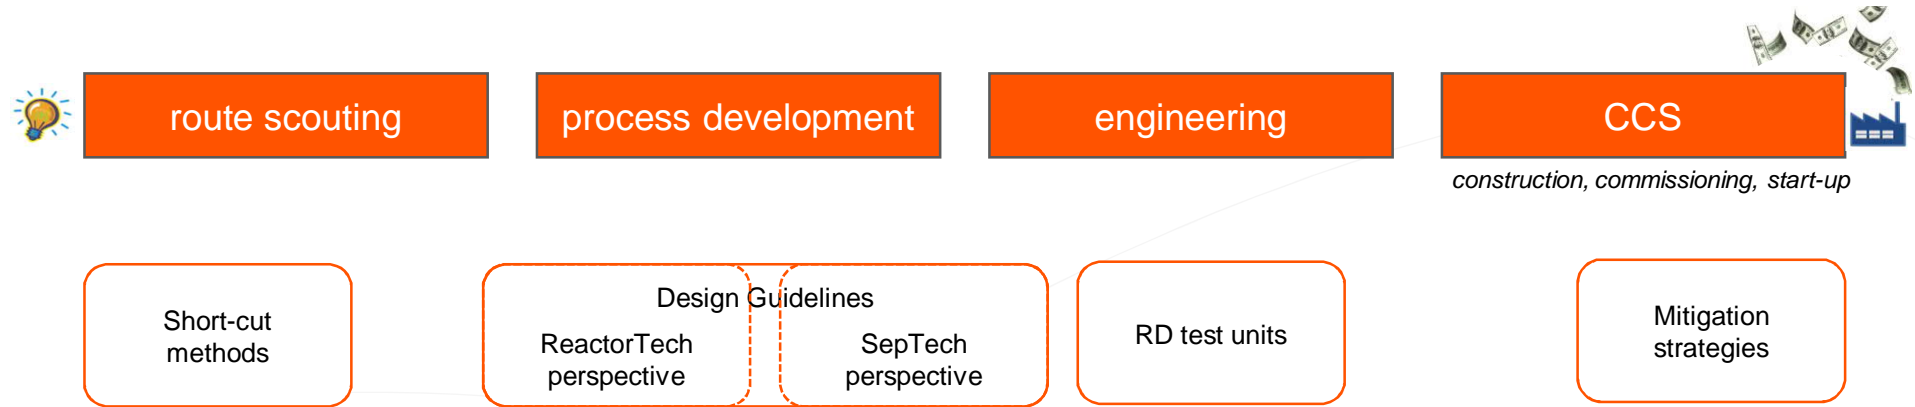 route scouting
process development
engineering
CCS
construction, commissioning, start-up
Short-cut
methods
Design Guidelines
ReactorTech
perspective
SepTech
perspective
RD test units
Mitigation
strategies